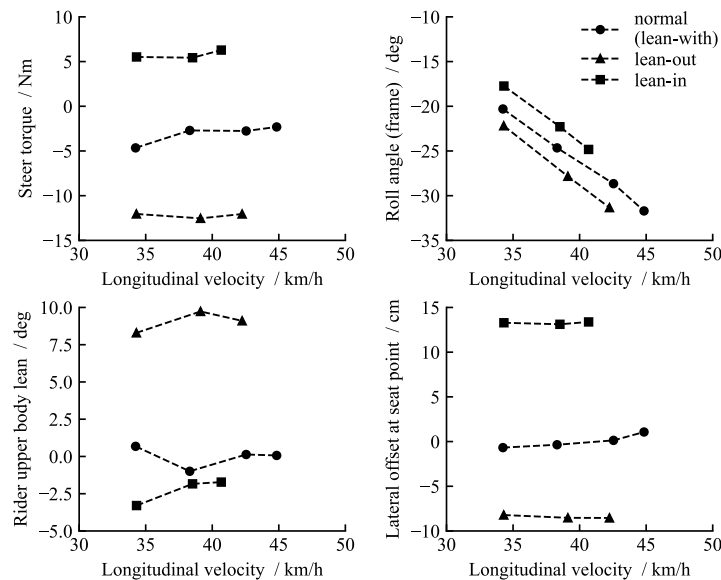 10
5
0
−5
−10
−15
Steer torque / Nm
30 35 40 45 50
Longitudinal velocity / km/h
−10
−15
−20
−25
−30
−35
Roll angle (frame) / deg
30 35 40 45 50
Longitudinal velocity / km/h
normal
(lean-with)
lean-out
lean-in
10.0
7.5
5.0
2.5
0.0
−2.5
−5.0
Rider upper body lean / deg
30 35 40 45 50
Longitudinal velocity / km/h
15
10
5
0
−5
−10
Lateral offset at seat point / cm
30 35 40 45 50
Longitudinal velocity / km/h